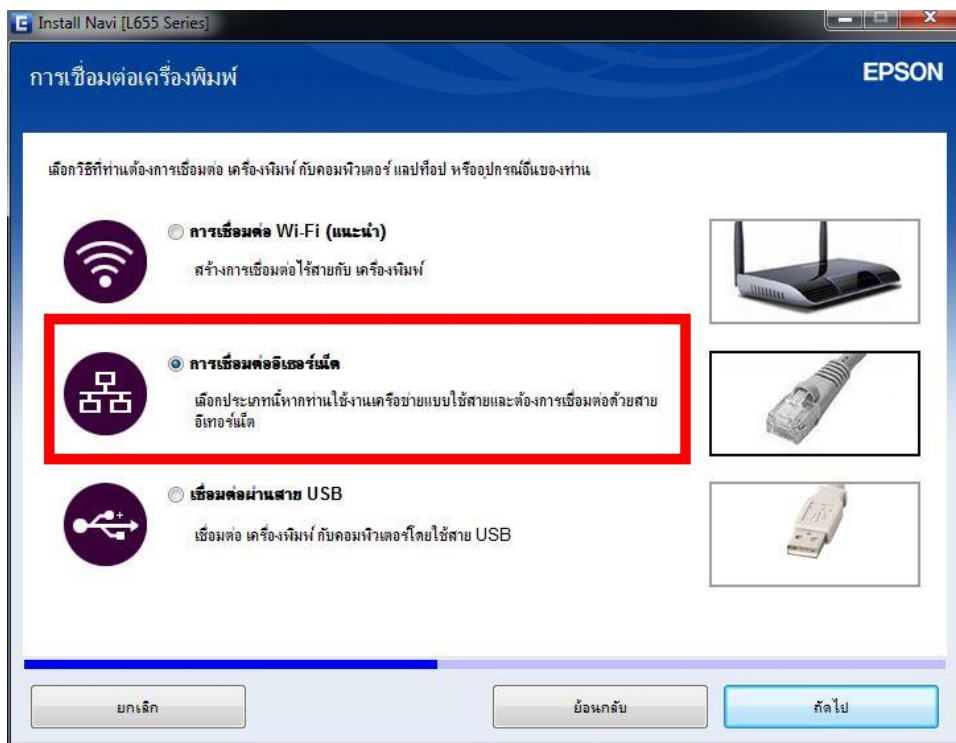 Install Navi [L655 Series]
การเชื่อมต่อเครื่องพิมพ์
EPSON
เลือกวิธีที่ท่านต้องการเชื่อมต่อ เครื่องพิมพ์ กับคอมพิวเตอร์ แลปท็อป หรืออุปกรณ์อื่นของท่าน
การเชื่อมต่อ Wi-Fi (แนะนำ)
สร้างการเชื่อมต่อไร้สายกับ เครื่องพิมพ์
การเชื่อมต่ออีเธอร์เน็ต
เลือกประเภทนี้หากท่านใช้งานเครือข่ายแบบใช้สายและต้องการเชื่อมต่อด้วยสาย
อีเทอร์เน็ต
เชื่อมต่อผ่านสาย USB
เชื่อมต่อ เครื่องพิมพ์ กับคอมพิวเตอร์โดยใช้สาย USB
ยกเลิก
ย้อนกลับ
ถัดไป